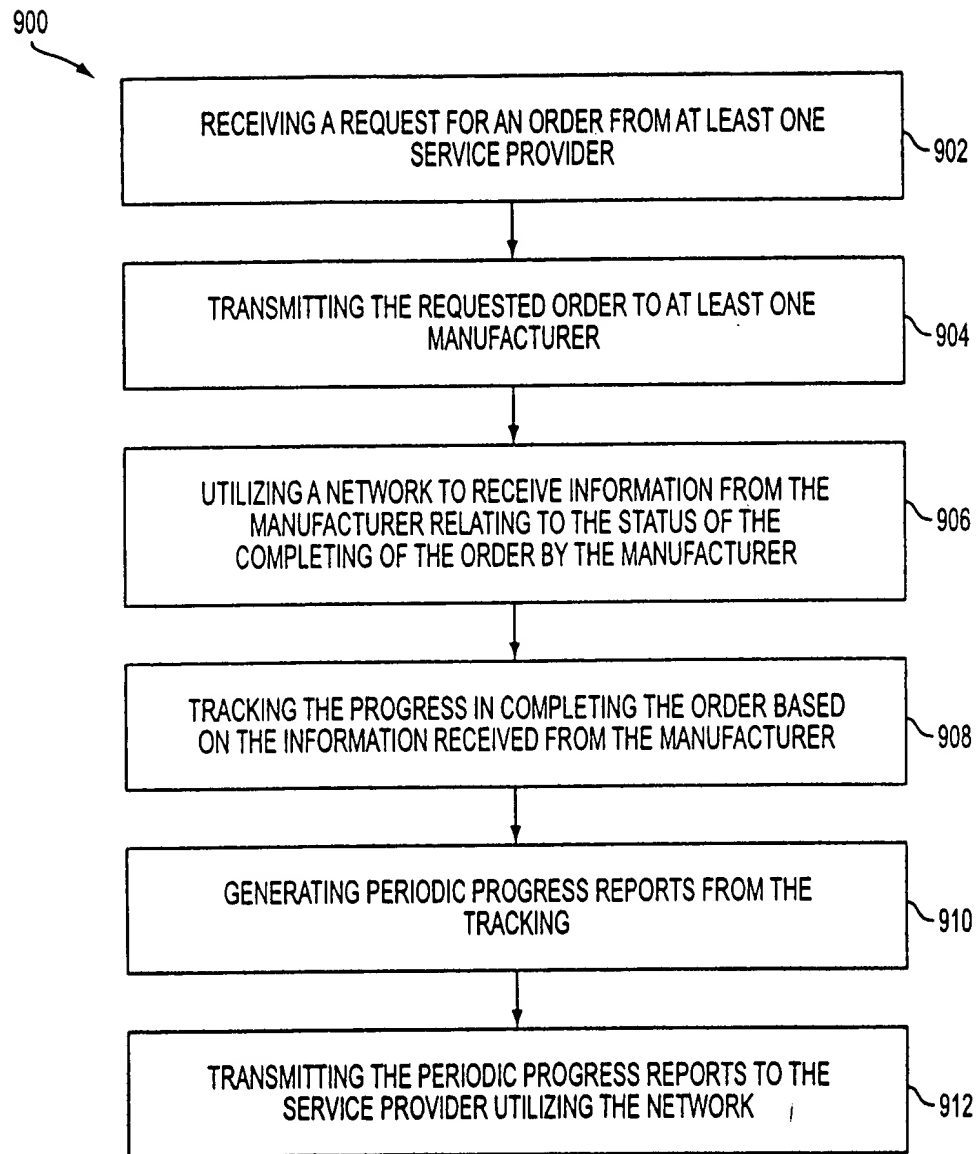 900
RECEIVING A REQUEST FOR AN ORDER FROM AT LEAST ONE
SERVICE PROVIDER
902
TRANSMITTING THE REQUESTED ORDER TO AT LEAST ONE
MANUFACTURER
904
UTILIZING A NETWORK TO RECEIVE INFORMATION FROM THE
MANUFACTURER RELATING TO THE STATUS OF THE
COMPLETING OF THE ORDER BY THE MANUFACTURER
906
TRACKING THE PROGRESS IN COMPLETING THE ORDER BASED
ON THE INFORMATION RECEIVED FROM THE MANUFACTURER
908
GENERATING PERIODIC PROGRESS REPORTS FROM THE
TRACKING
910
TRANSMITTING THE PERIODIC PROGRESS REPORTS TO THE
SERVICE PROVIDER UTILIZING THE NETWORK
912